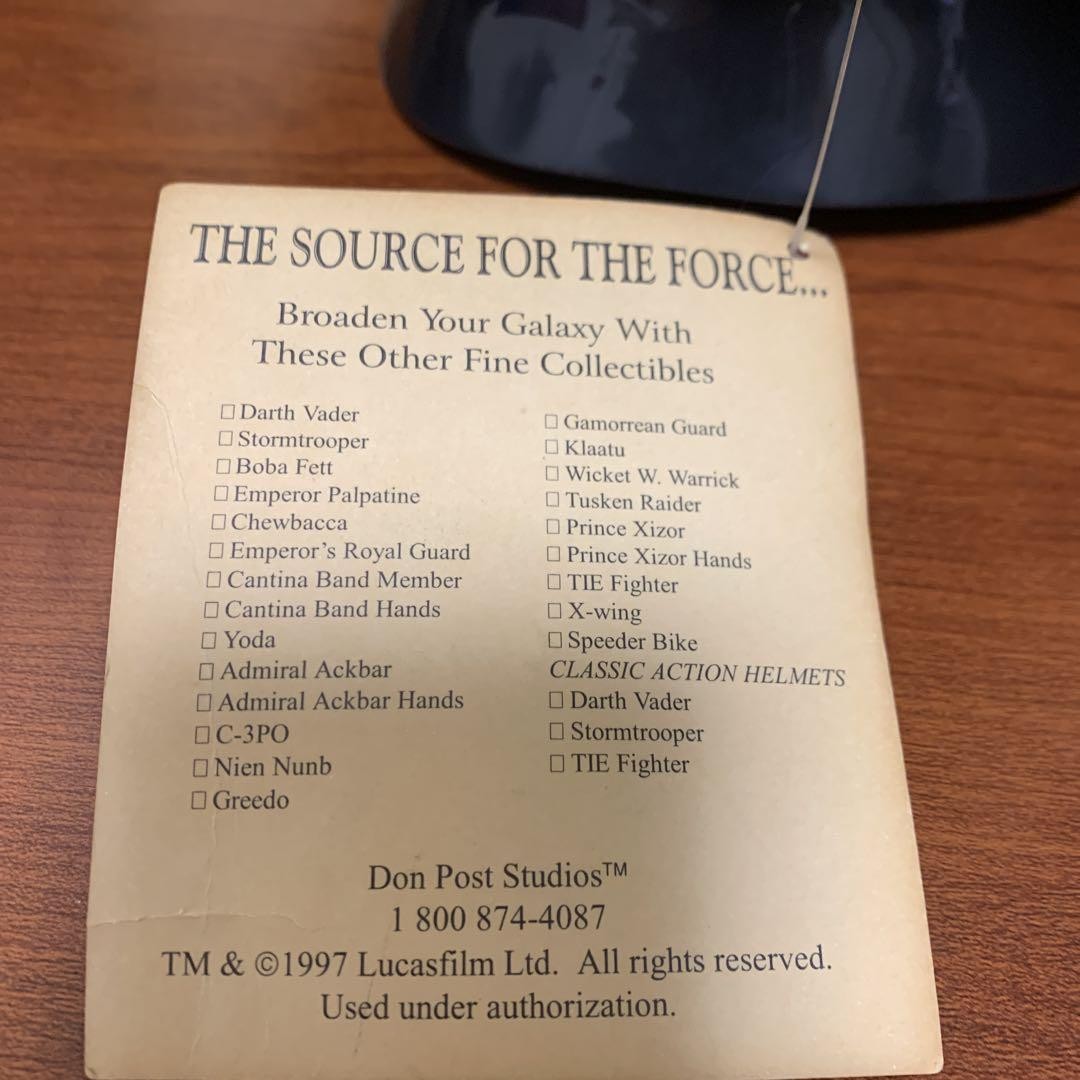 THE SOURCE FOR THE FORCE...
Broaden Your Galaxy With
These Other Fine Collectibles
□ Darth Vader
□ Stormtrooper
□ Boba Fett
□ Emperor Palpatine
□ Chewbacca
□ Emperor's Royal Guard
□ Cantina Band Member
□ Cantina Band Hands
□ Yoda
□ Admiral Ackbar
□ Admiral Ackbar Hands
□ C-3PO
□ Nien Nunb
□ Greedo
□ Gamorrean Guard
□ Klaatu
□ Wicket W. Warrick
□ Tusken Raider
□ Prince Xizor
□ Prince Xizor Hands
□ TIE Fighter
□ X-wing
□ Speeder Bike
CLASSIC ACTION HELMETS
□ Darth Vader
□ Stormtrooper
□ TIE Fighter
Don Post Studios™
1 800 874-4087
TM & ©1997 Lucasfilm Ltd. All rights reserved.
Used under authorization.